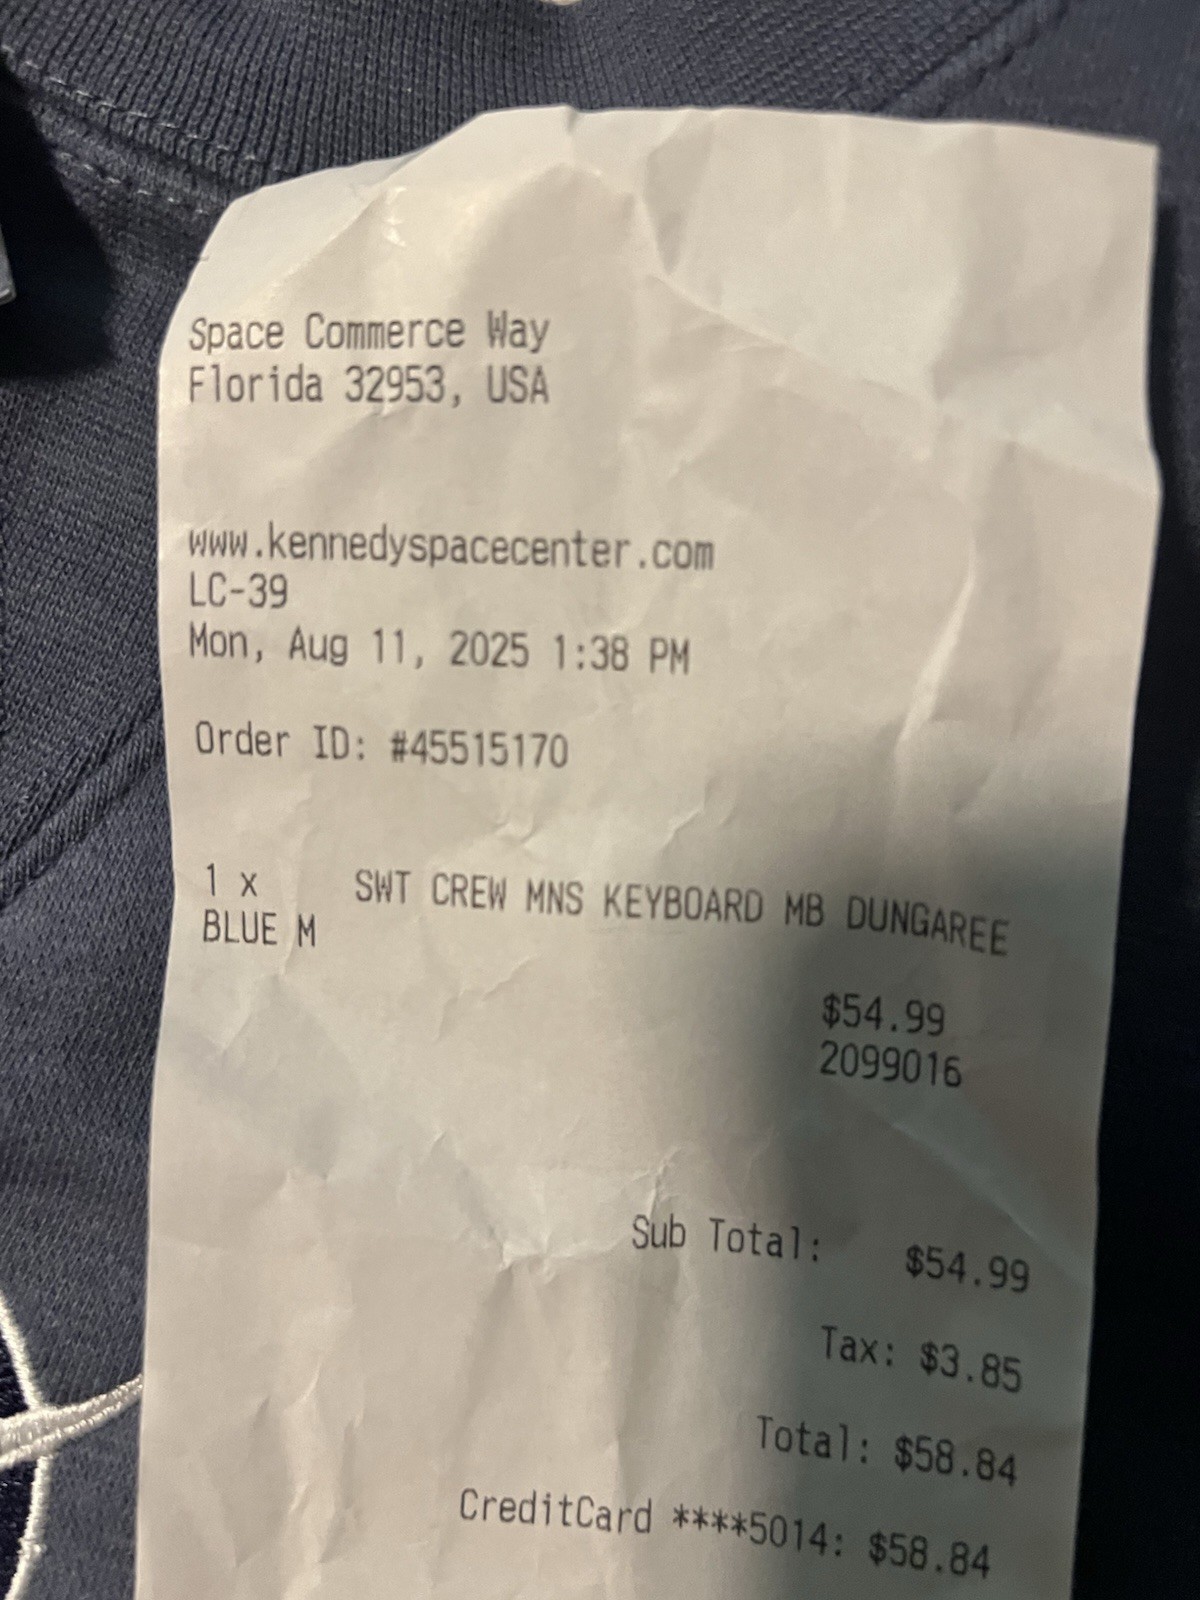 Space Commerce Way
Florida 32953, USA
www.kennedyspacecenter.com
LC-39
Mon, Aug 11, 2025 1:38 PM
Order ID: #45515170
1 x SWT CREW MNS KEYBOARD MB DUNGAREE
BLUE M
$54.99
2099016
Sub Total: $54.99
Tax: $3.85
Total: $58.84
CreditCard ****5014: $58.84